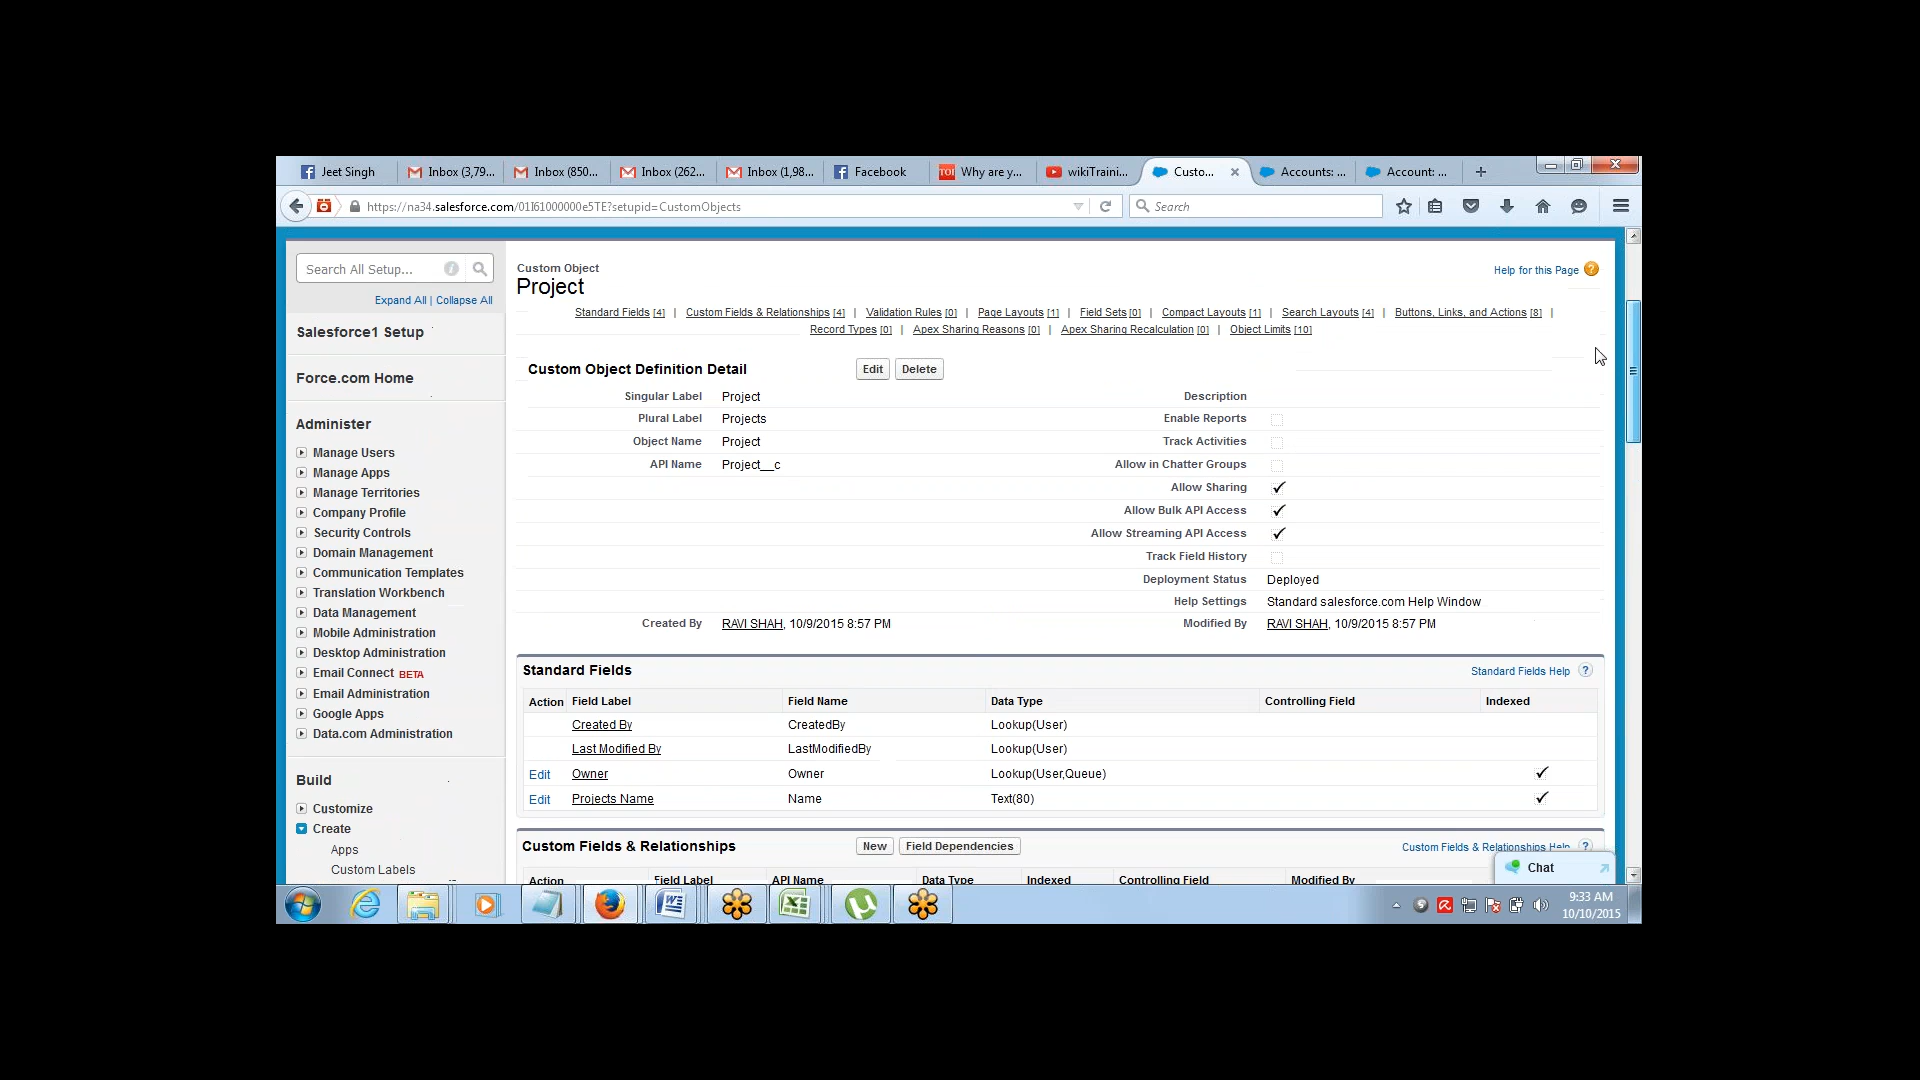 Jeet Singh
Inbox (3,79...
Inbox (850...
Inbox (262...
Inbox (1,98...
Facebook
TOI Why are y...
wikiTraini...
Custo...
Accounts: ...
Account: ...
https://na34.salesforce.com/01I61000000e5TE?setupid=CustomObjects
Search
Search All Setup...
Expand All | Collapse All
Salesforce1 Setup
Force.com Home
Administer
Manage Users
Manage Apps
Manage Territories
Company Profile
Security Controls
Domain Management
Communication Templates
Translation Workbench
Data Management
Mobile Administration
Desktop Administration
Email Connect BETA
Email Administration
Google Apps
Data.com Administration
Build
Customize
Create
Apps
Custom Labels
Custom Object
Project
Help for this Page
Standard Fields [4] | Custom Fields & Relationships [4] | Validation Rules [0] | Page Layouts [1] | Field Sets [0] | Compact Layouts [1] | Search Layouts [4] | Buttons, Links, and Actions [8] |
Record Types [0] | Apex Sharing Reasons [0] | Apex Sharing Recalculation [0] | Object Limits [10]
Custom Object Definition Detail Edit Delete
Singular Label Project Description
Plural Label Projects Enable Reports
Object Name Project Track Activities
API Name Project__c Allow in Chatter Groups
Allow Sharing
Allow Bulk API Access
Allow Streaming API Access
Track Field History
Deployment Status Deployed
Help Settings Standard salesforce.com Help Window
Created By RAVI SHAH, 10/9/2015 8:57 PM Modified By RAVI SHAH, 10/9/2015 8:57 PM
Standard Fields Standard Fields Help ?
Action Field Label Field Name Data Type Controlling Field Indexed
Created By CreatedBy Lookup(User)
Last Modified By LastModifiedBy Lookup(User)
Edit Owner Owner Lookup(User,Queue)
Edit Projects Name Name Text(80)
Custom Fields & Relationships New Field Dependencies Custom Fields & Relationships Help ?
Action Field Label API Name Data Type Indexed Controlling Field Modified By
Chat
9:33 AM
10/10/2015